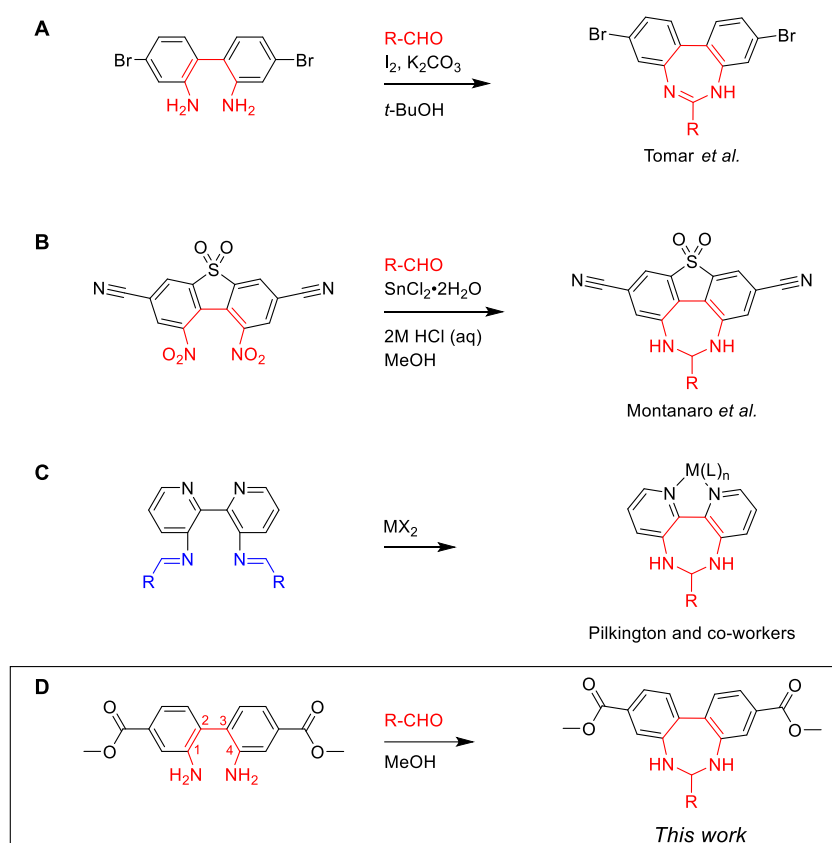 A
Br
Br
H₂N
NH₂
R-CHO
I₂, K₂CO₃
t-BuOH
Br
Br
N
NH
R
Tomar et al.
B
O O
S
N
N
O₂N
NO₂
R-CHO
SnCl₂•2H₂O
2M HCl (aq)
MeOH
O O
S
N
N
HN
NH
R
Montanaro et al.
C
N
N
N
N
R
R
MX₂
M(L)ₙ
N
N
HN
NH
R
Pilkington and co-workers
D
O
O
2
3
1
4
O
O
H₂N
NH₂
R-CHO
MeOH
O
O
O
O
HN
NH
R
This work